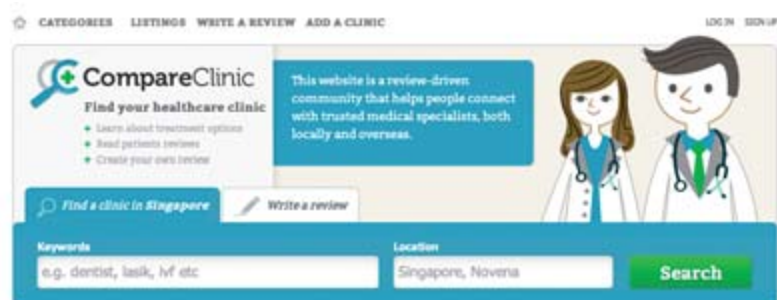 CATEGORIES LISTINGS WRITE A REVIEW ADD A CLINIC LOG IN SIGN UP
CompareClinic
Find your healthcare clinic
Learn about treatment options
Read patients reviews
Create your own review
This website is a review-driven
community that helps people connect
with trusted medical specialists, both
locally and overseas.
Find a clinic in Singapore Write a review
Keywords Location
e.g. dentist, lasik, ivf etc Singapore, Novena Search